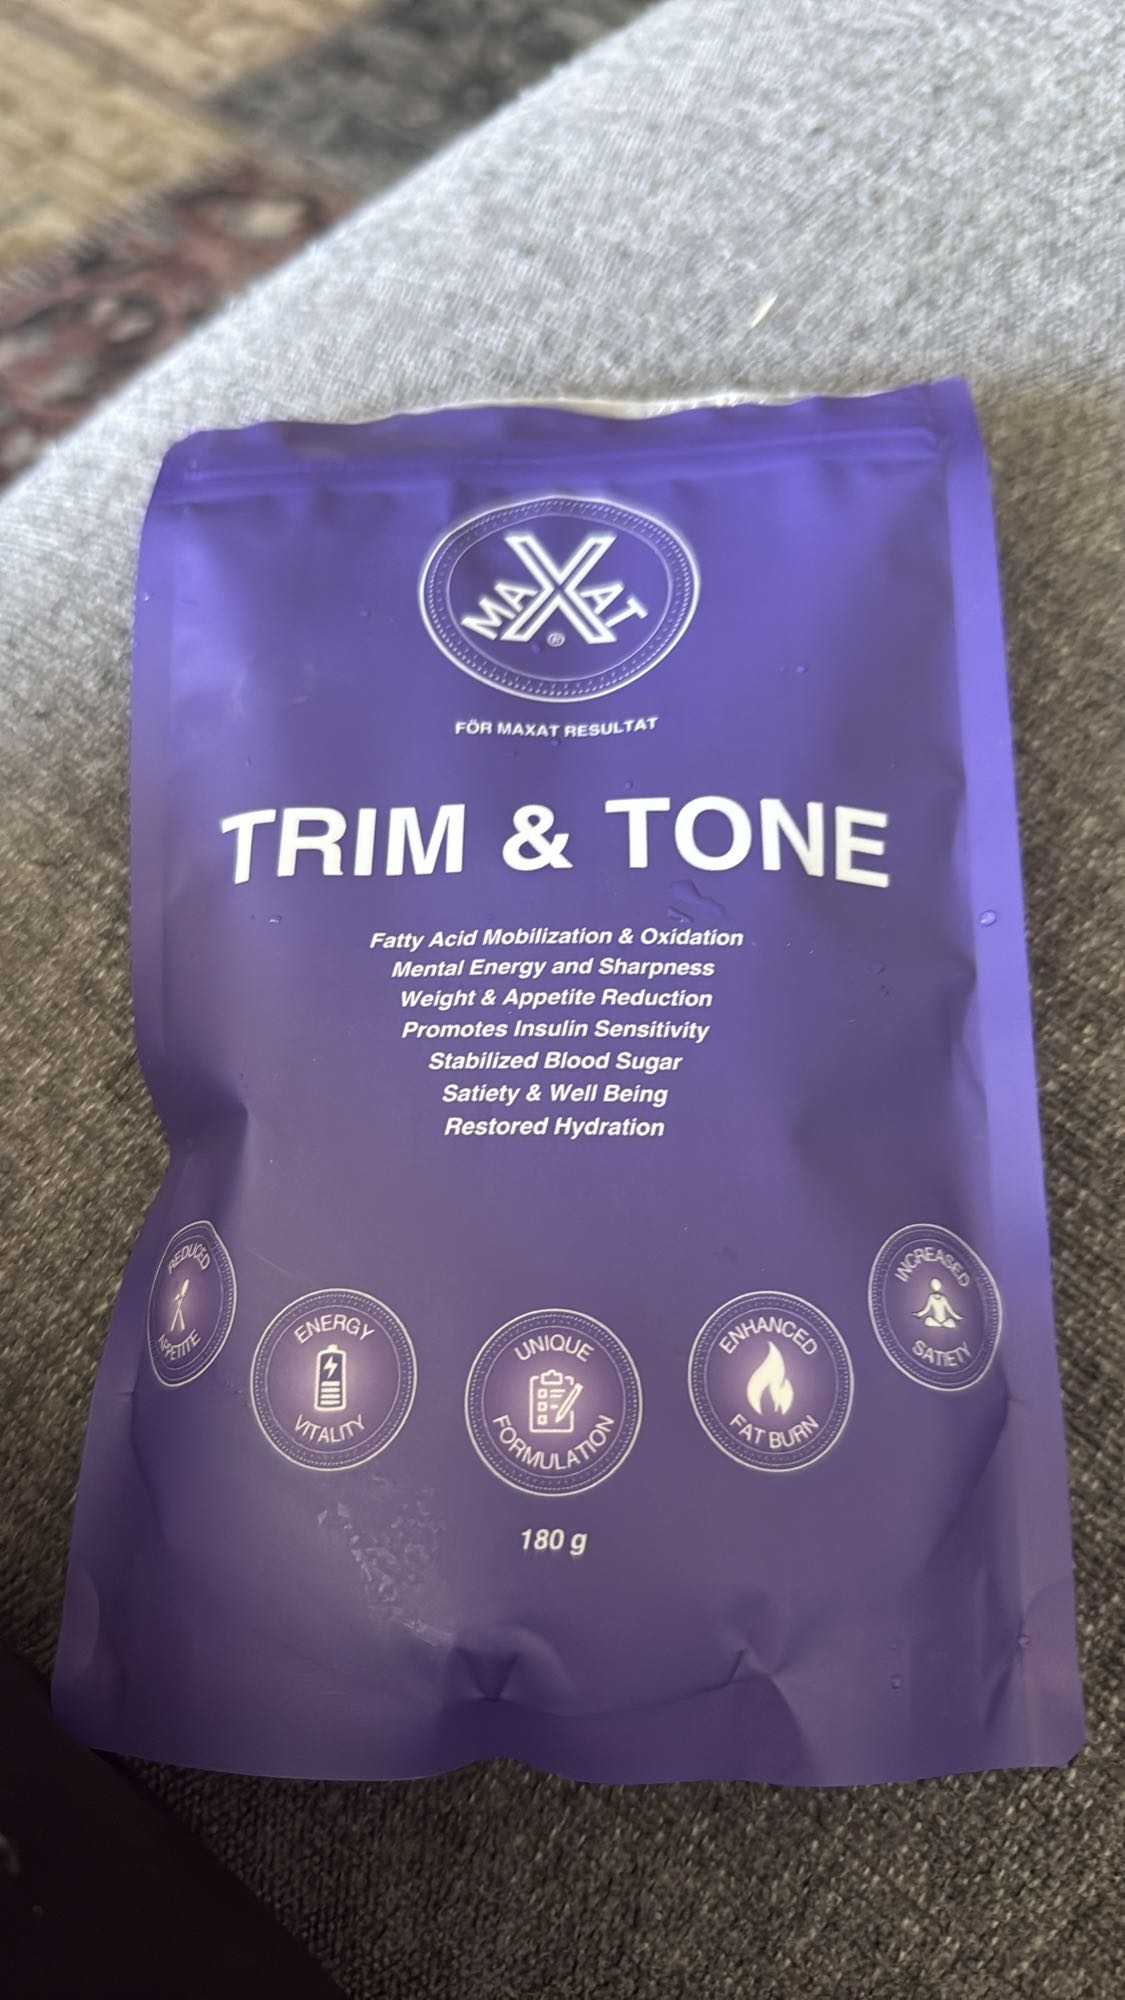 MAXAT
®
FÖR MAXAT RESULTAT
TRIM & TONE
Fatty Acid Mobilization & Oxidation
Mental Energy and Sharpness
Weight & Appetite Reduction
Promotes Insulin Sensitivity
Stabilized Blood Sugar
Satiety & Well Being
Restored Hydration
REDUCED
APPETITE
ENERGY
VITALITY
UNIQUE
FORMULATION
ENHANCED
FAT BURN
INCREASED
SATIETY
180 g